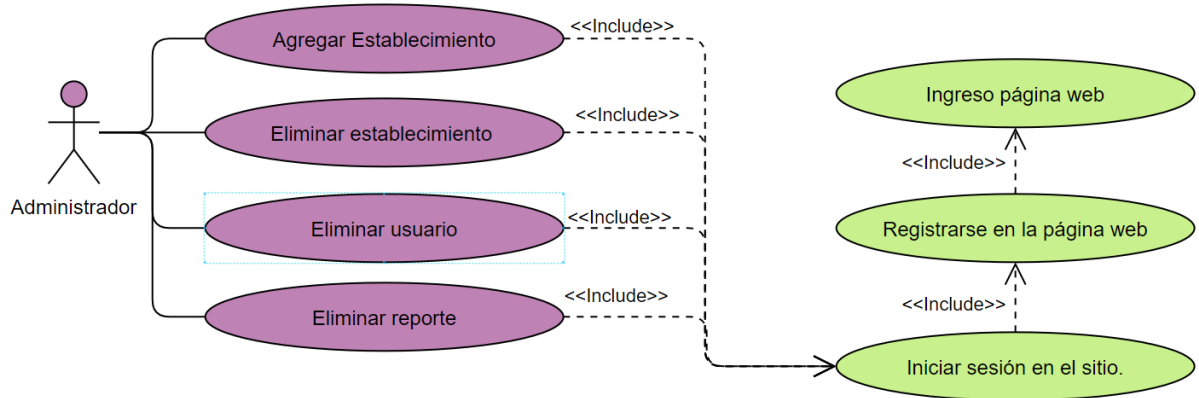 Agregar Establecimiento
<<Include>>
Ingreso página web
Eliminar establecimiento
<<Include>>
<<Include>>
Administrador
Eliminar usuario
<<Include>>
Registrarse en la página web
<<Include>>
Eliminar reporte
<<Include>>
Iniciar sesión en el sitio.